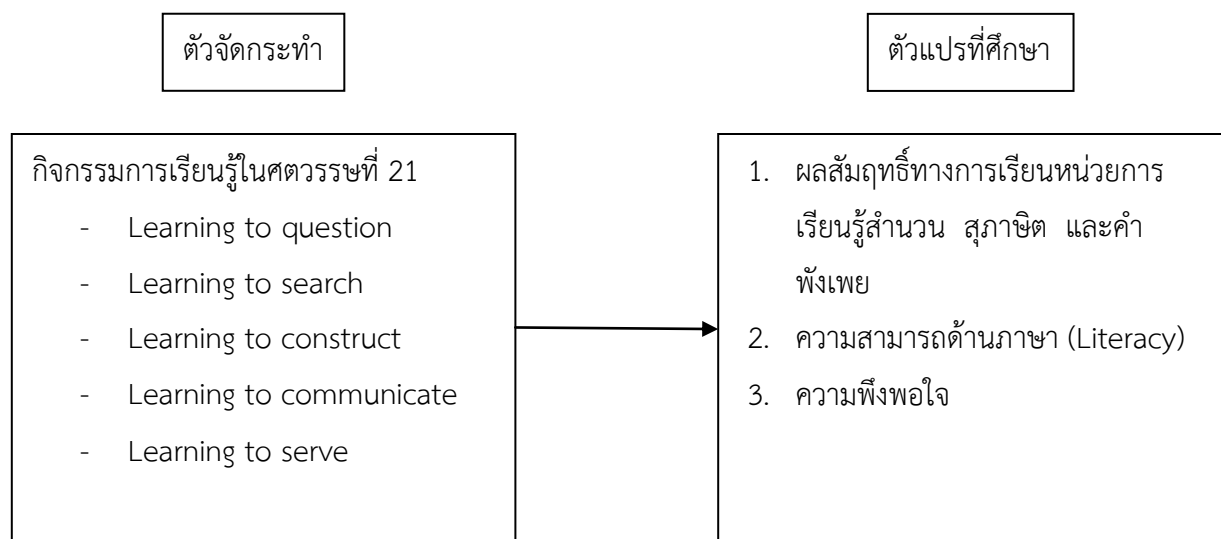 ตัวจัดกระทำ
ตัวแปรที่ศึกษา
กิจกรรมการเรียนรู้ในศตวรรษที่ 21
- Learning to question
- Learning to search
- Learning to construct
- Learning to communicate
- Learning to serve
1. ผลสัมฤทธิ์ทางการเรียนหน่วยการ
เรียนรู้สำนวน สุภาษิต และคำ
พังเพย
2. ความสามารถด้านภาษา (Literacy)
3. ความพึงพอใจ